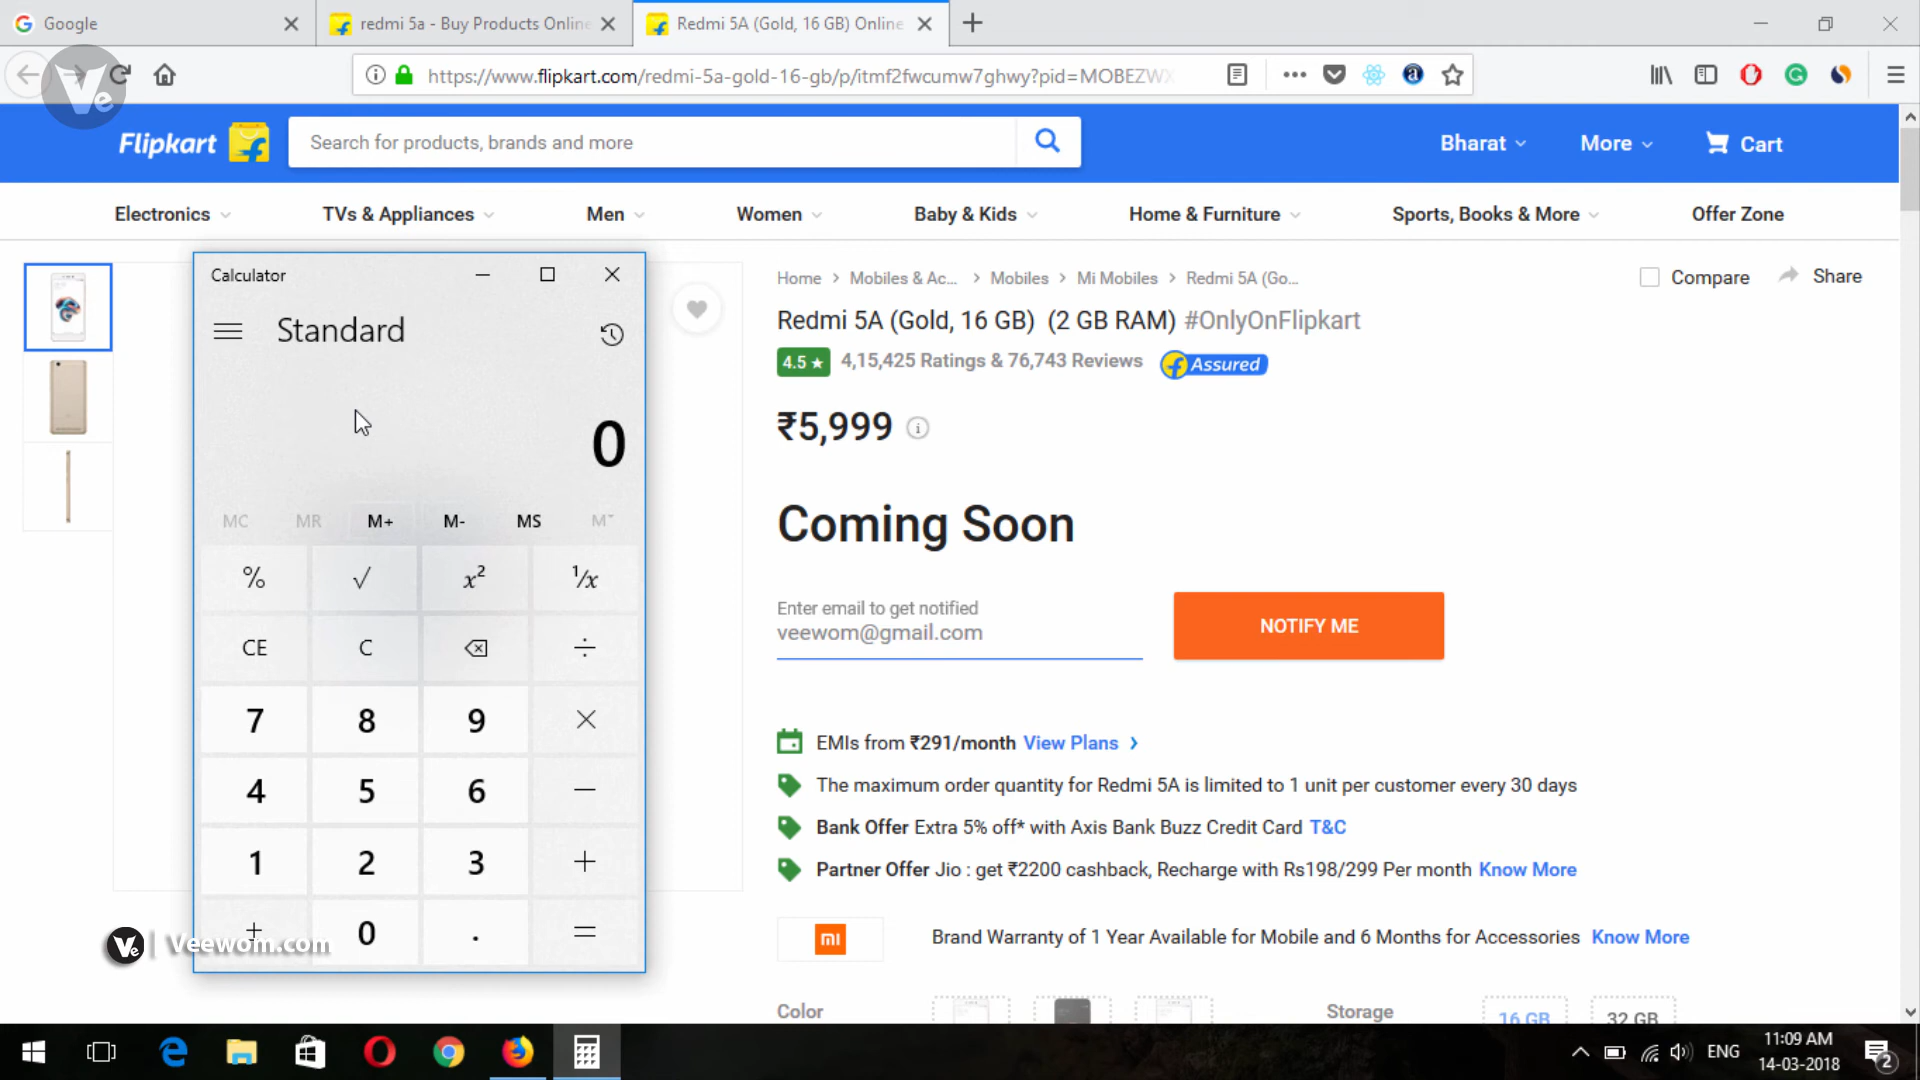 Google
redmi 5a - Buy Products Online
Redmi 5A (Gold, 16 GB) Online
https://www.flipkart.com/redmi-5a-gold-16-gb/p/itmf2fwcumw7ghwy?pid=MOBEZWX
Ve
Flipkart
Search for products, brands and more
Bharat
More
Cart
Electronics
TVs & Appliances
Men
Women
Baby & Kids
Home & Furniture
Sports, Books & More
Offer Zone
Calculator
Standard
0
MC MR M+ M- MS M˅
% √ x² ¹/x
CE C ÷
7 8 9 ×
4 5 6 −
1 2 3 +
0 . =
Ve Veewom.com
Home > Mobiles & Ac... > Mobiles > Mi Mobiles > Redmi 5A (Go...
Compare
Share
Redmi 5A (Gold, 16 GB) (2 GB RAM) #OnlyOnFlipkart
4.5 ★ 4,15,425 Ratings & 76,743 Reviews Assured
₹5,999
Coming Soon
Enter email to get notified
veewom@gmail.com
NOTIFY ME
EMIs from ₹291/month View Plans >
The maximum order quantity for Redmi 5A is limited to 1 unit per customer every 30 days
Bank Offer Extra 5% off* with Axis Bank Buzz Credit Card T&C
Partner Offer Jio : get ₹2200 cashback, Recharge with Rs198/299 Per month Know More
mi Brand Warranty of 1 Year Available for Mobile and 6 Months for Accessories Know More
Color
Storage
16 GB
32 GB
ENG
11:09 AM
14-03-2018
2